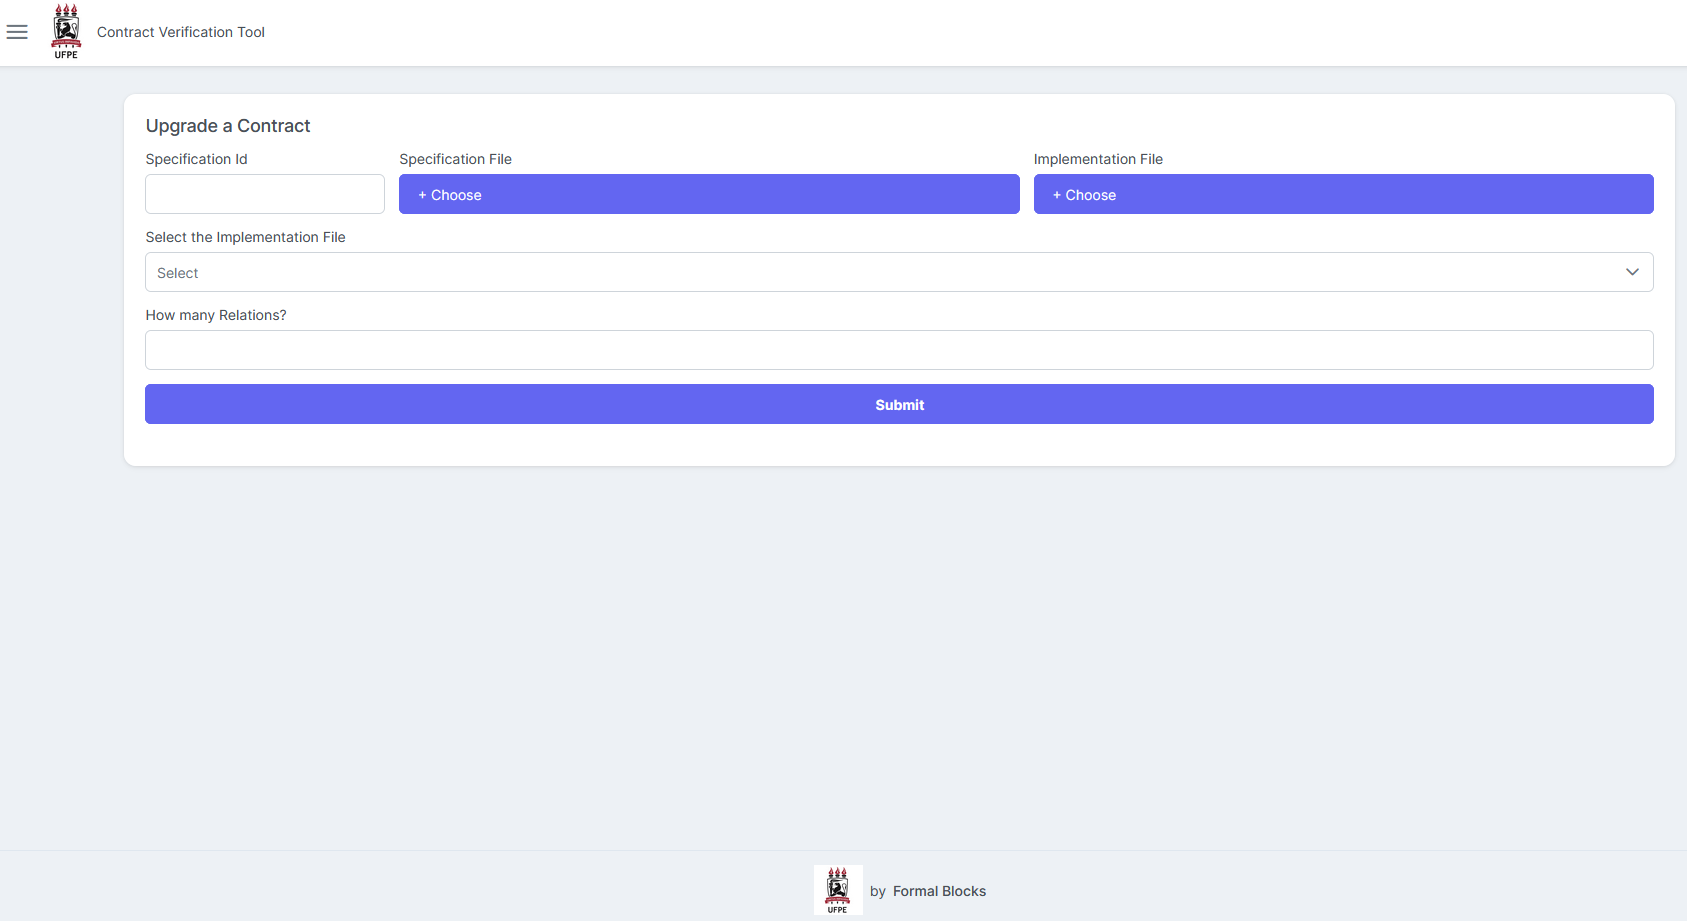 UFPE
Contract Verification Tool
Upgrade a Contract
Specification Id
Specification File
Implementation File
+ Choose
+ Choose
Select the Implementation File
Select
How many Relations?
Submit
UFPE
by Formal Blocks